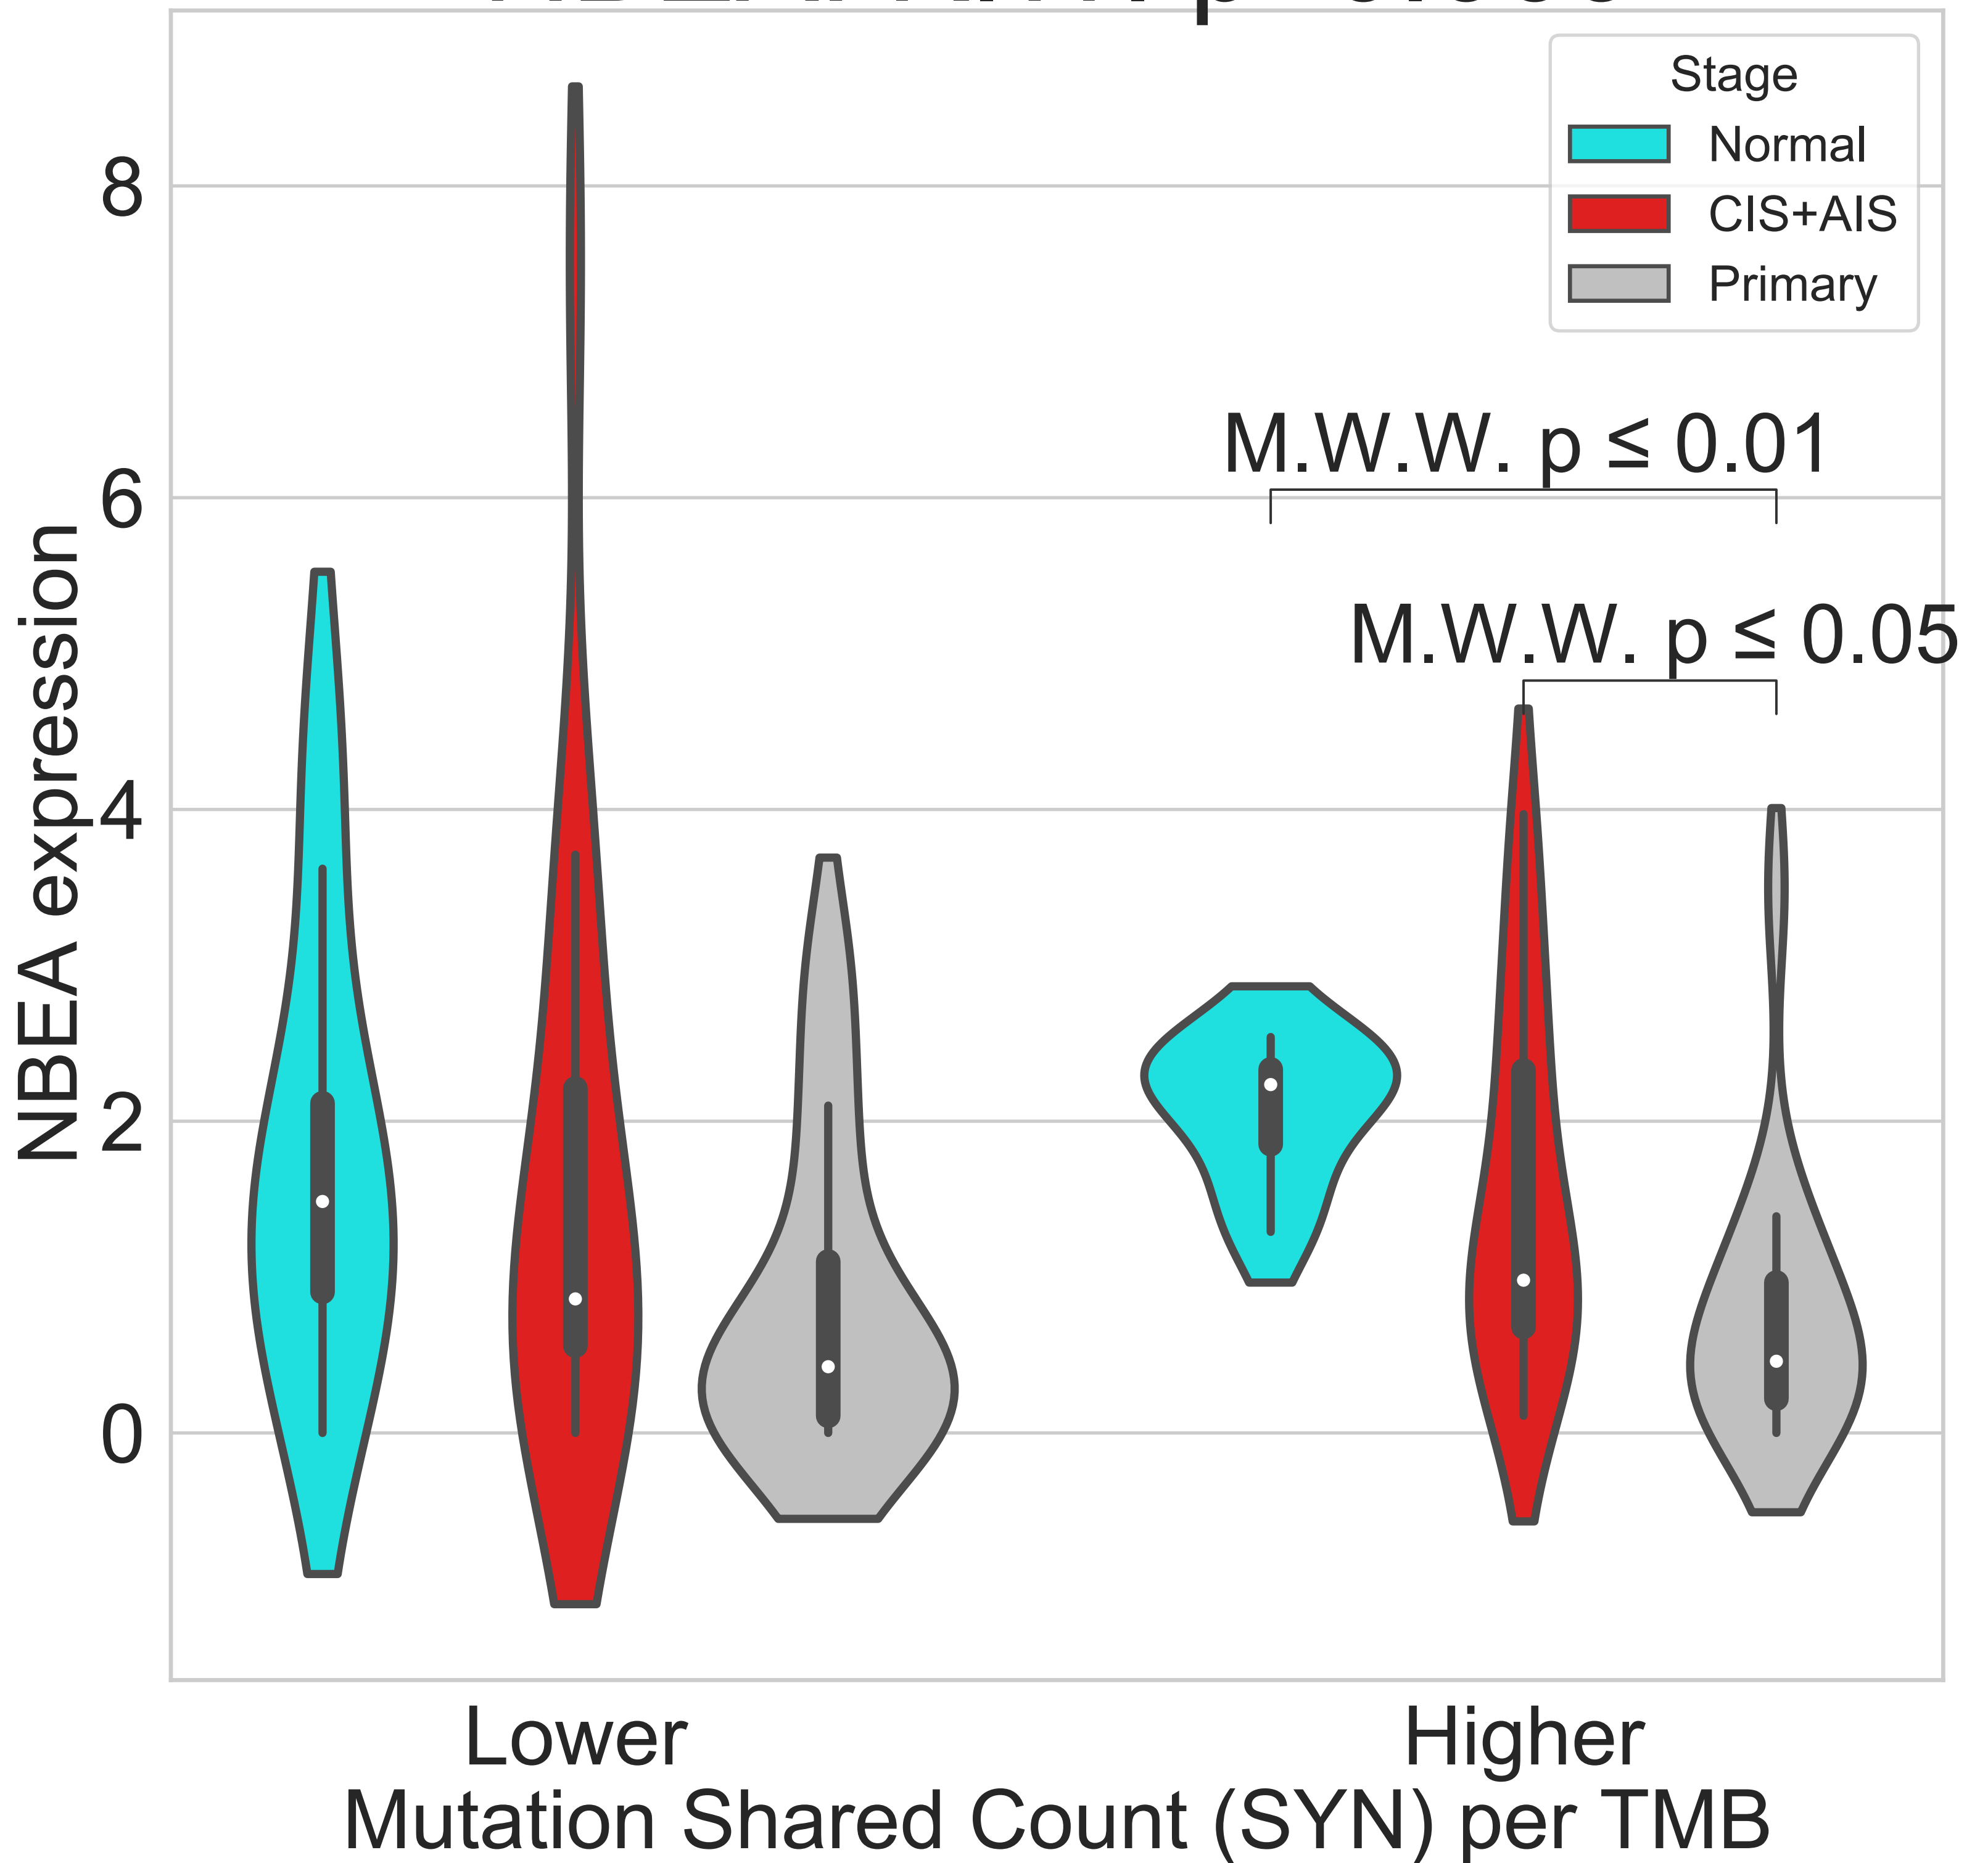 Stage
Normal
CIS+AIS
Primary
M.W.W. p ≤ 0.01
M.W.W. p ≤ 0.05
NBEA expression
8
6
4
2
0
Lower
Higher
Mutation Shared Count (SYN) per TMB